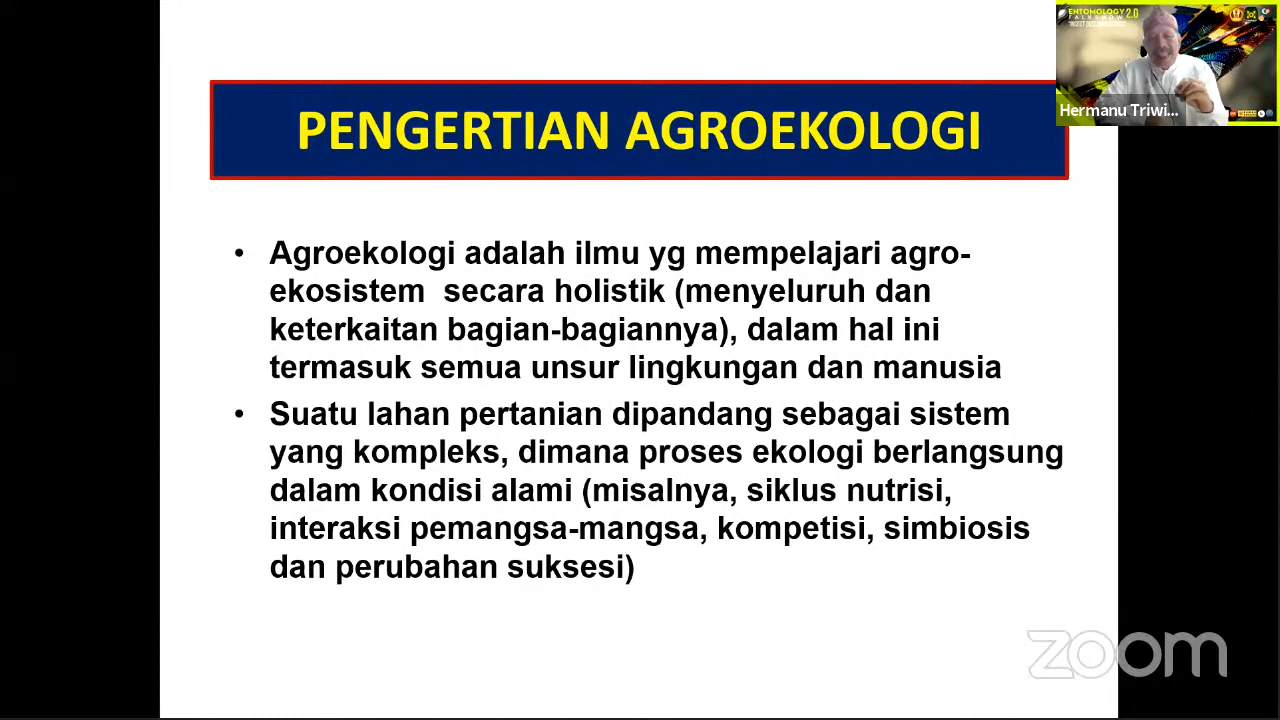 ENTOMOLOGY 2.0
TALKSHOW
PENGERTIAN AGROEKOLOGI
Hermanu Triwi...
• Agroekologi adalah ilmu yg mempelajari agro-
ekosistem secara holistik (menyeluruh dan
keterkaitan bagian-bagiannya), dalam hal ini
termasuk semua unsur lingkungan dan manusia
• Suatu lahan pertanian dipandang sebagai sistem
yang kompleks, dimana proses ekologi berlangsung
dalam kondisi alami (misalnya, siklus nutrisi,
interaksi pemangsa-mangsa, kompetisi, simbiosis
dan perubahan suksesi)
zoom